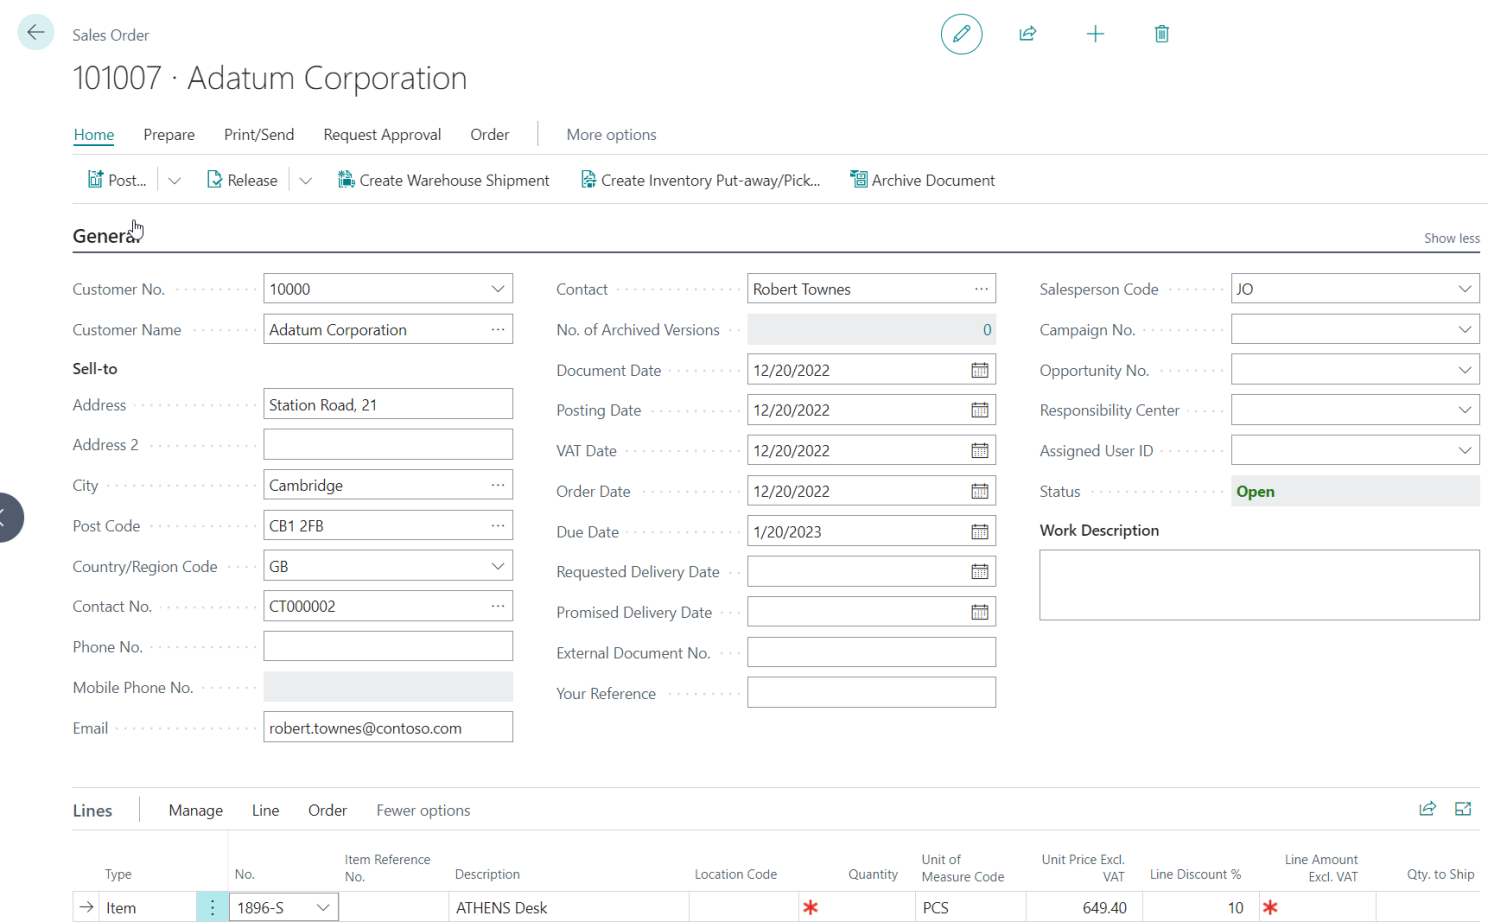 Sales Order
101007 · Adatum Corporation
Home Prepare Print/Send Request Approval Order More options
Post... Release Create Warehouse Shipment Create Inventory Put-away/Pick... Archive Document
General Show less
Customer No. 10000 Contact Robert Townes Salesperson Code JO
Customer Name Adatum Corporation No. of Archived Versions 0 Campaign No.
Sell-to Document Date 12/20/2022 Opportunity No.
Address Station Road, 21 Posting Date 12/20/2022 Responsibility Center
Address 2 VAT Date 12/20/2022 Assigned User ID
City Cambridge Order Date 12/20/2022 Status Open
Post Code CB1 2FB Due Date 1/20/2023 Work Description
Country/Region Code GB Requested Delivery Date
Contact No. CT000002 Promised Delivery Date
Phone No. External Document No.
Mobile Phone No. Your Reference
Email robert.townes@contoso.com
Lines Manage Line Order Fewer options
Type No. Item Reference No. Description Location Code Quantity Unit of Measure Code Unit Price Excl. VAT Line Discount % Line Amount Excl. VAT Qty. to Ship
Item 1896-S ATHENS Desk PCS 649.40 10